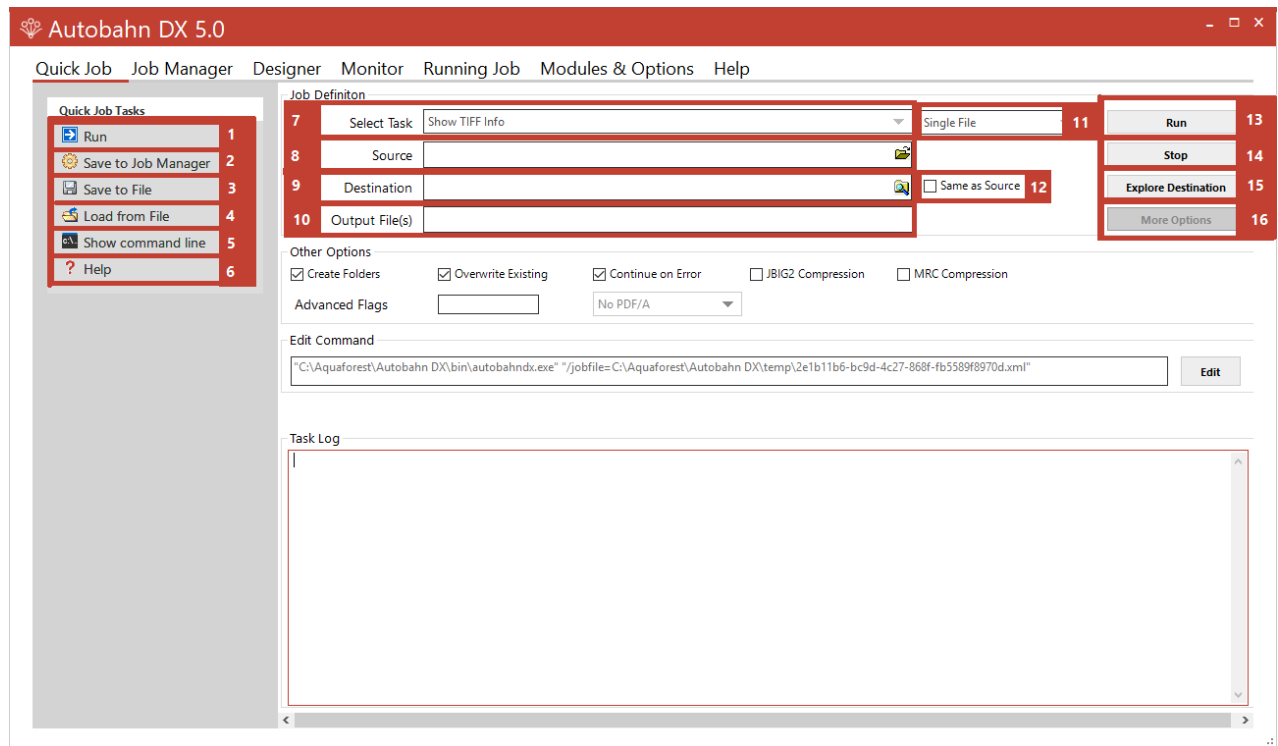 Autobahn DX 5.0
Quick Job Job Manager Designer Monitor Running Job Modules & Options Help
Quick Job Tasks
Run 1
Save to Job Manager 2
Save to File 3
Load from File 4
Show command line 5
Help 6
Job Definiton
7 Select Task Show TIFF Info Single File 11 Run 13
8 Source Stop 14
9 Destination Same as Source 12 Explore Destination 15
10 Output File(s) More Options 16
Other Options
Create Folders Overwrite Existing Continue on Error JBIG2 Compression MRC Compression
Advanced Flags No PDF/A
Edit Command
"C:\Aquaforest\Autobahn DX\bin\autobahndx.exe" "/jobfile=C:\Aquaforest\Autobahn DX\temp\2e1b11b6-bc9d-4c27-868f-fb5589f8970d.xml"
Edit
Task Log